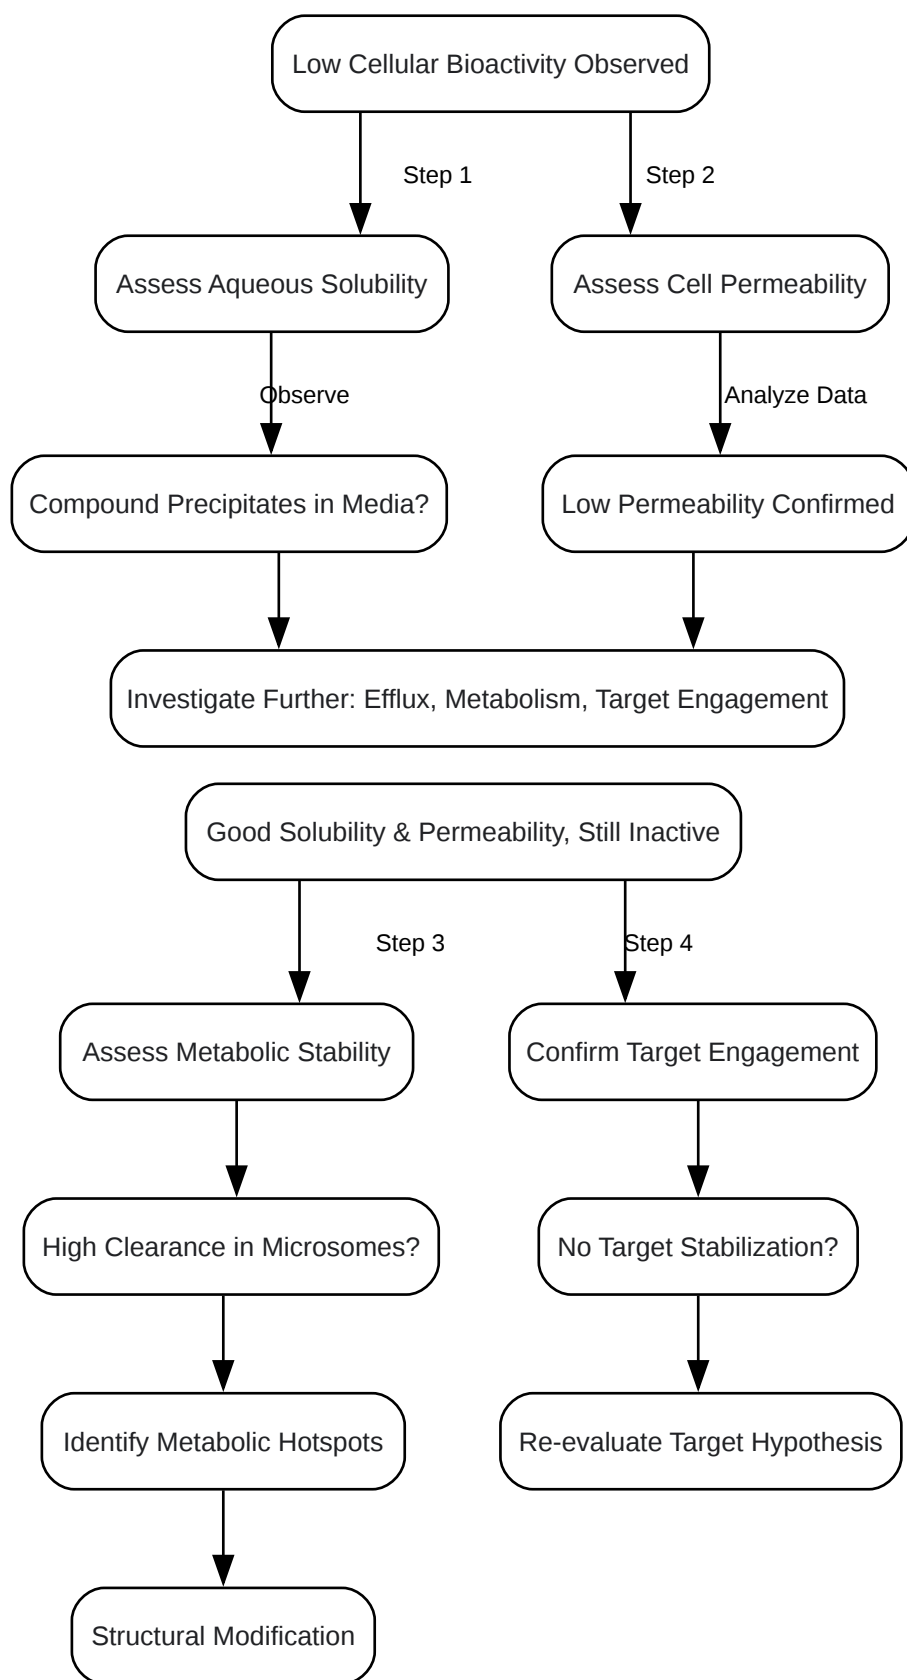 Low Cellular Bioactivity Observed
Step 1
Step 2
Assess Aqueous Solubility
Assess Cell Permeability
Observe
Analyze Data
Compound Precipitates in Media?
Low Permeability Confirmed
Investigate Further: Efflux, Metabolism, Target Engagement
Good Solubility & Permeability, Still Inactive
Step 3
Step 4
Assess Metabolic Stability
Confirm Target Engagement
High Clearance in Microsomes?
No Target Stabilization?
Identify Metabolic Hotspots
Re-evaluate Target Hypothesis
Structural Modification